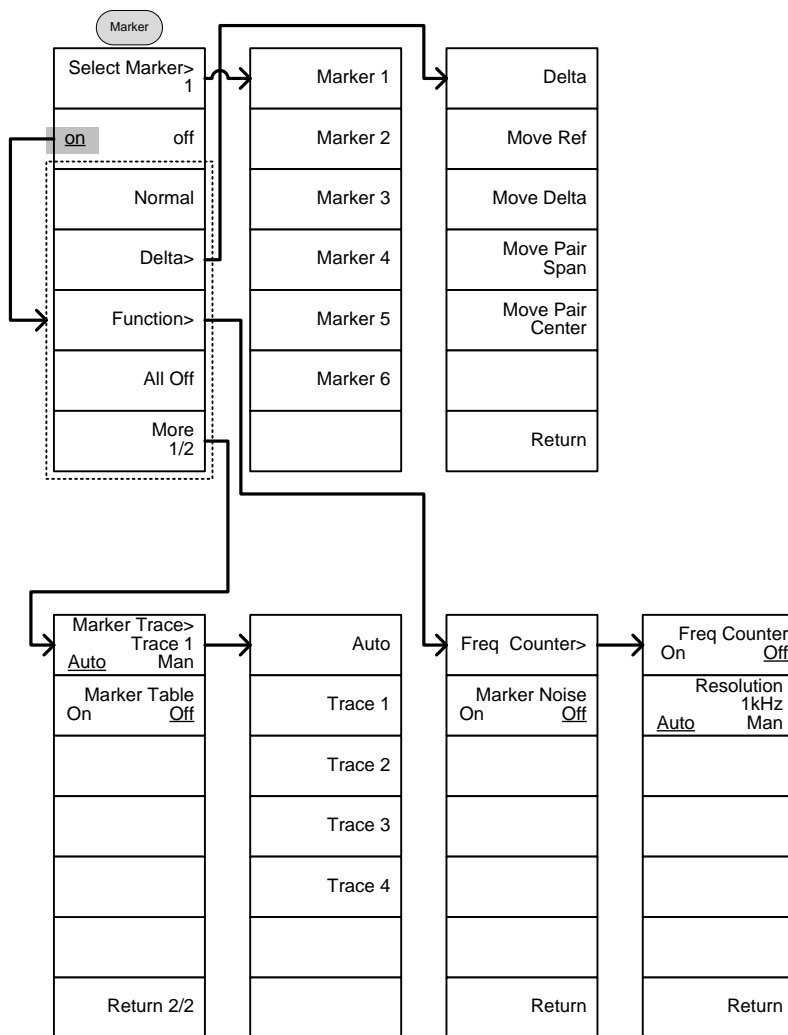 Marker
Select Marker>
1
on off
Normal
Delta>
Function>
All Off
More
1/2
Marker 1
Marker 2
Marker 3
Marker 4
Marker 5
Marker 6
Delta
Move Ref
Move Delta
Move Pair
Span
Move Pair
Center
Return
Marker Trace>
Trace 1
Auto Man
Marker Table
On Off
Return 2/2
Auto
Trace 1
Trace 2
Trace 3
Trace 4
Freq Counter>
Marker Noise
On Off
Return
Freq Counter
On Off
Resolution
1kHz
Auto Man
Return